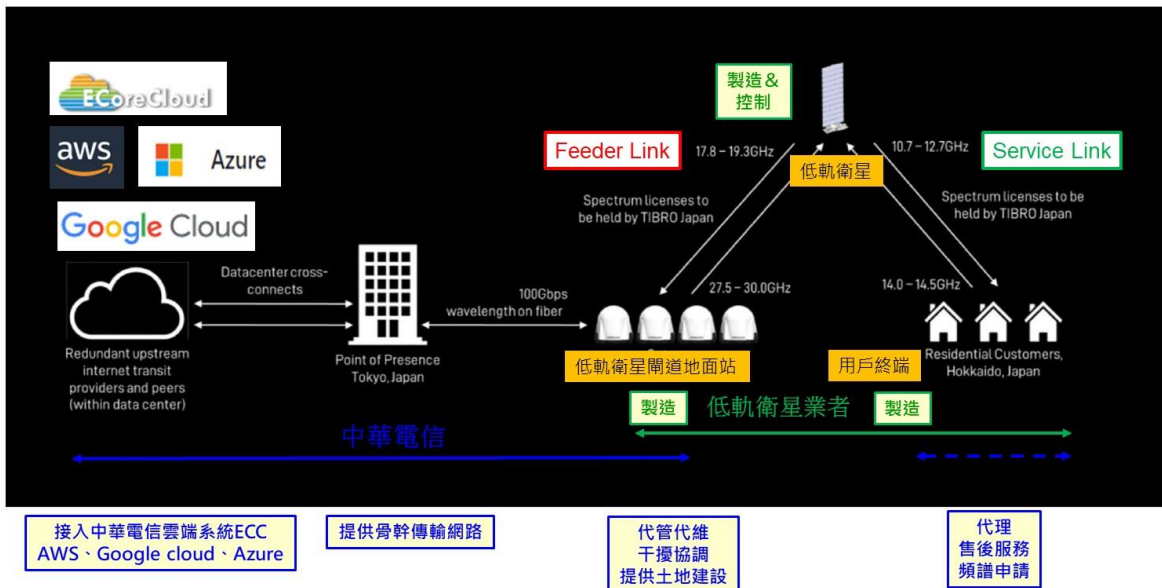 ECoreCloud
aws
Azure
Google Cloud
Redundant upstream
internet transit
providers and peers
(within data center)
Datacenter cross-
connects
Point of Presence
Tokyo, Japan
100Gbps
wavelength on fiber
Feeder Link
17.8 – 19.3GHz
Spectrum licenses to
be held by TIBRO Japan
27.5 – 30.0GHz
低軌衛星閘道地面站
製造&
控制
低軌衛星
10.7 – 12.7GHz
Service Link
Spectrum licenses to be
held by TIBRO Japan
14.0 – 14.5GHz
用戶終端
Residential Customers,
Hokkaido, Japan
製造
低軌衛星業者
製造
中華電信
接入中華電信雲端系統ECC
AWS、Google cloud、Azure
提供骨幹傳輸網路
代管代維
干擾協調
提供土地建設
代理
售後服務
頻譜申請